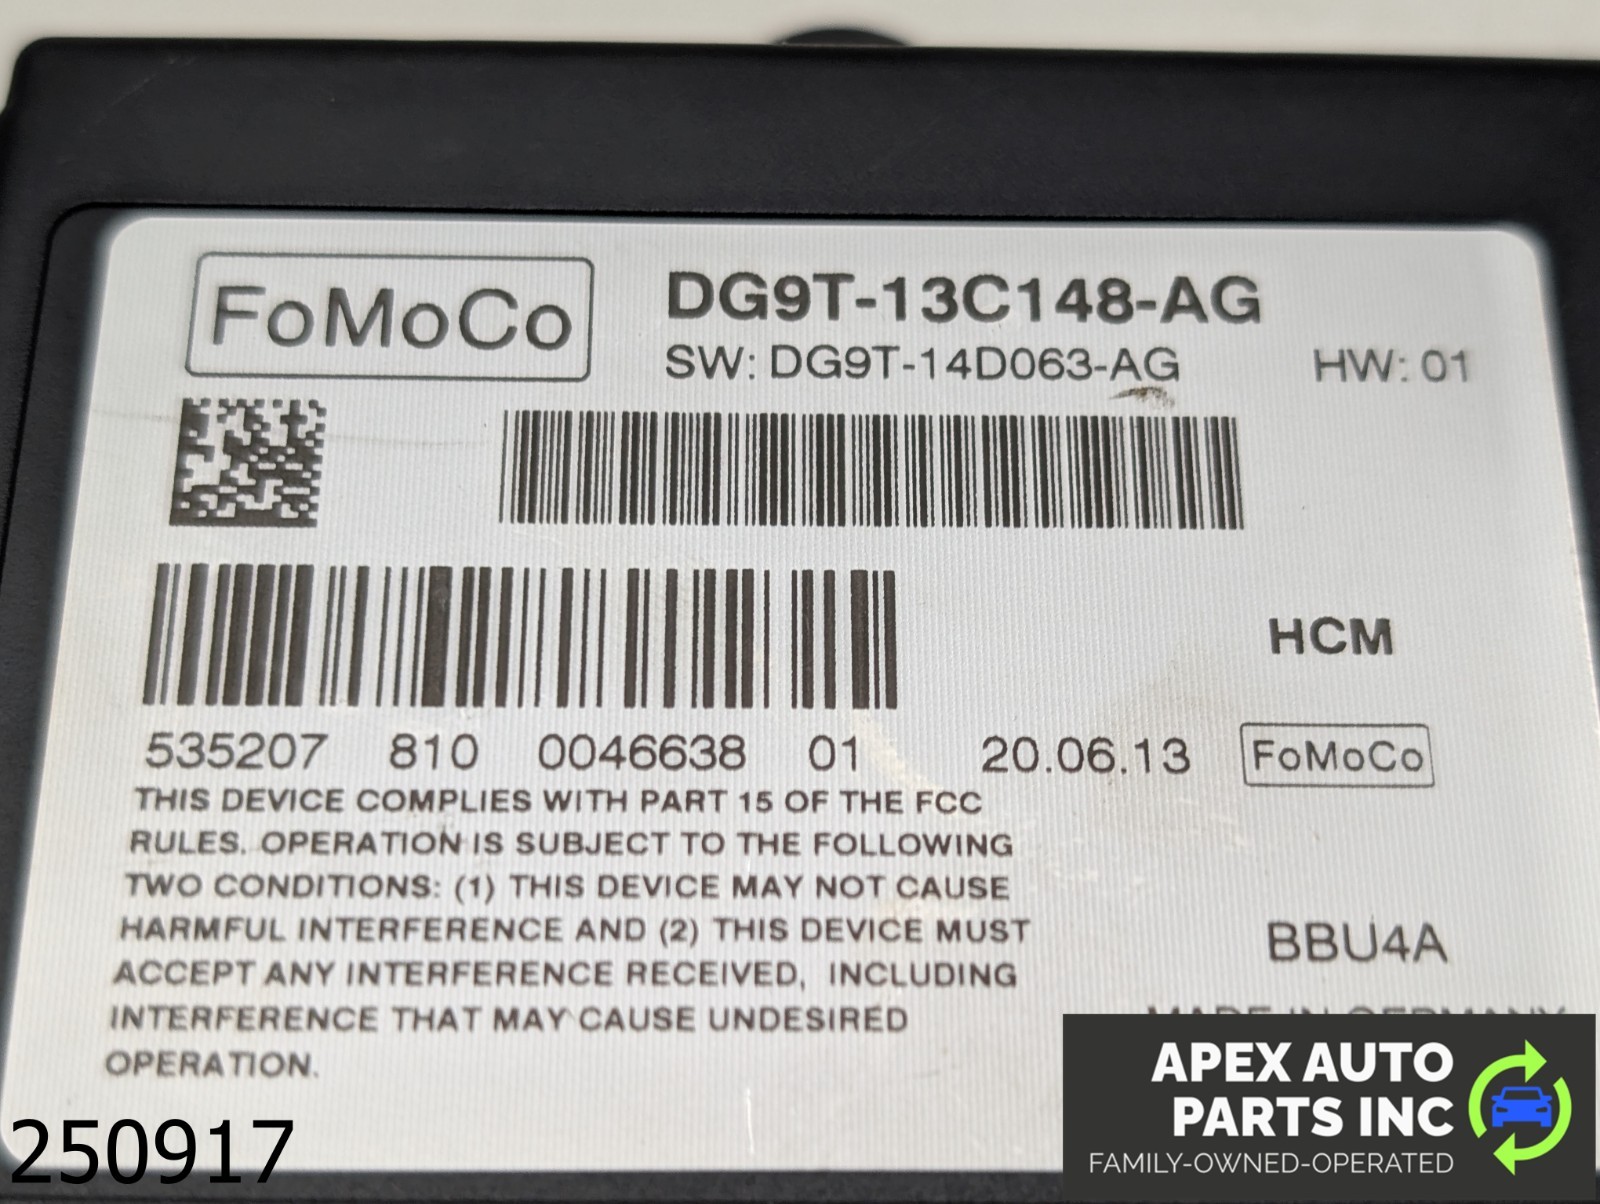 FoMoCo
DG9T-13C148-AG
SW: DG9T-14D063-AG HW: 01
HCM
535207 810 0046638 01 20.06.13 FoMoCo
THIS DEVICE COMPLIES WITH PART 15 OF THE FCC
RULES. OPERATION IS SUBJECT TO THE FOLLOWING
TWO CONDITIONS: (1) THIS DEVICE MAY NOT CAUSE
HARMFUL INTERFERENCE AND (2) THIS DEVICE MUST
ACCEPT ANY INTERFERENCE RECEIVED, INCLUDING
INTERFERENCE THAT MAY CAUSE UNDESIRED
OPERATION.
BBU4A
MADE IN GERMANY
250917
APEX AUTO
PARTS INC
FAMILY-OWNED-OPERATED